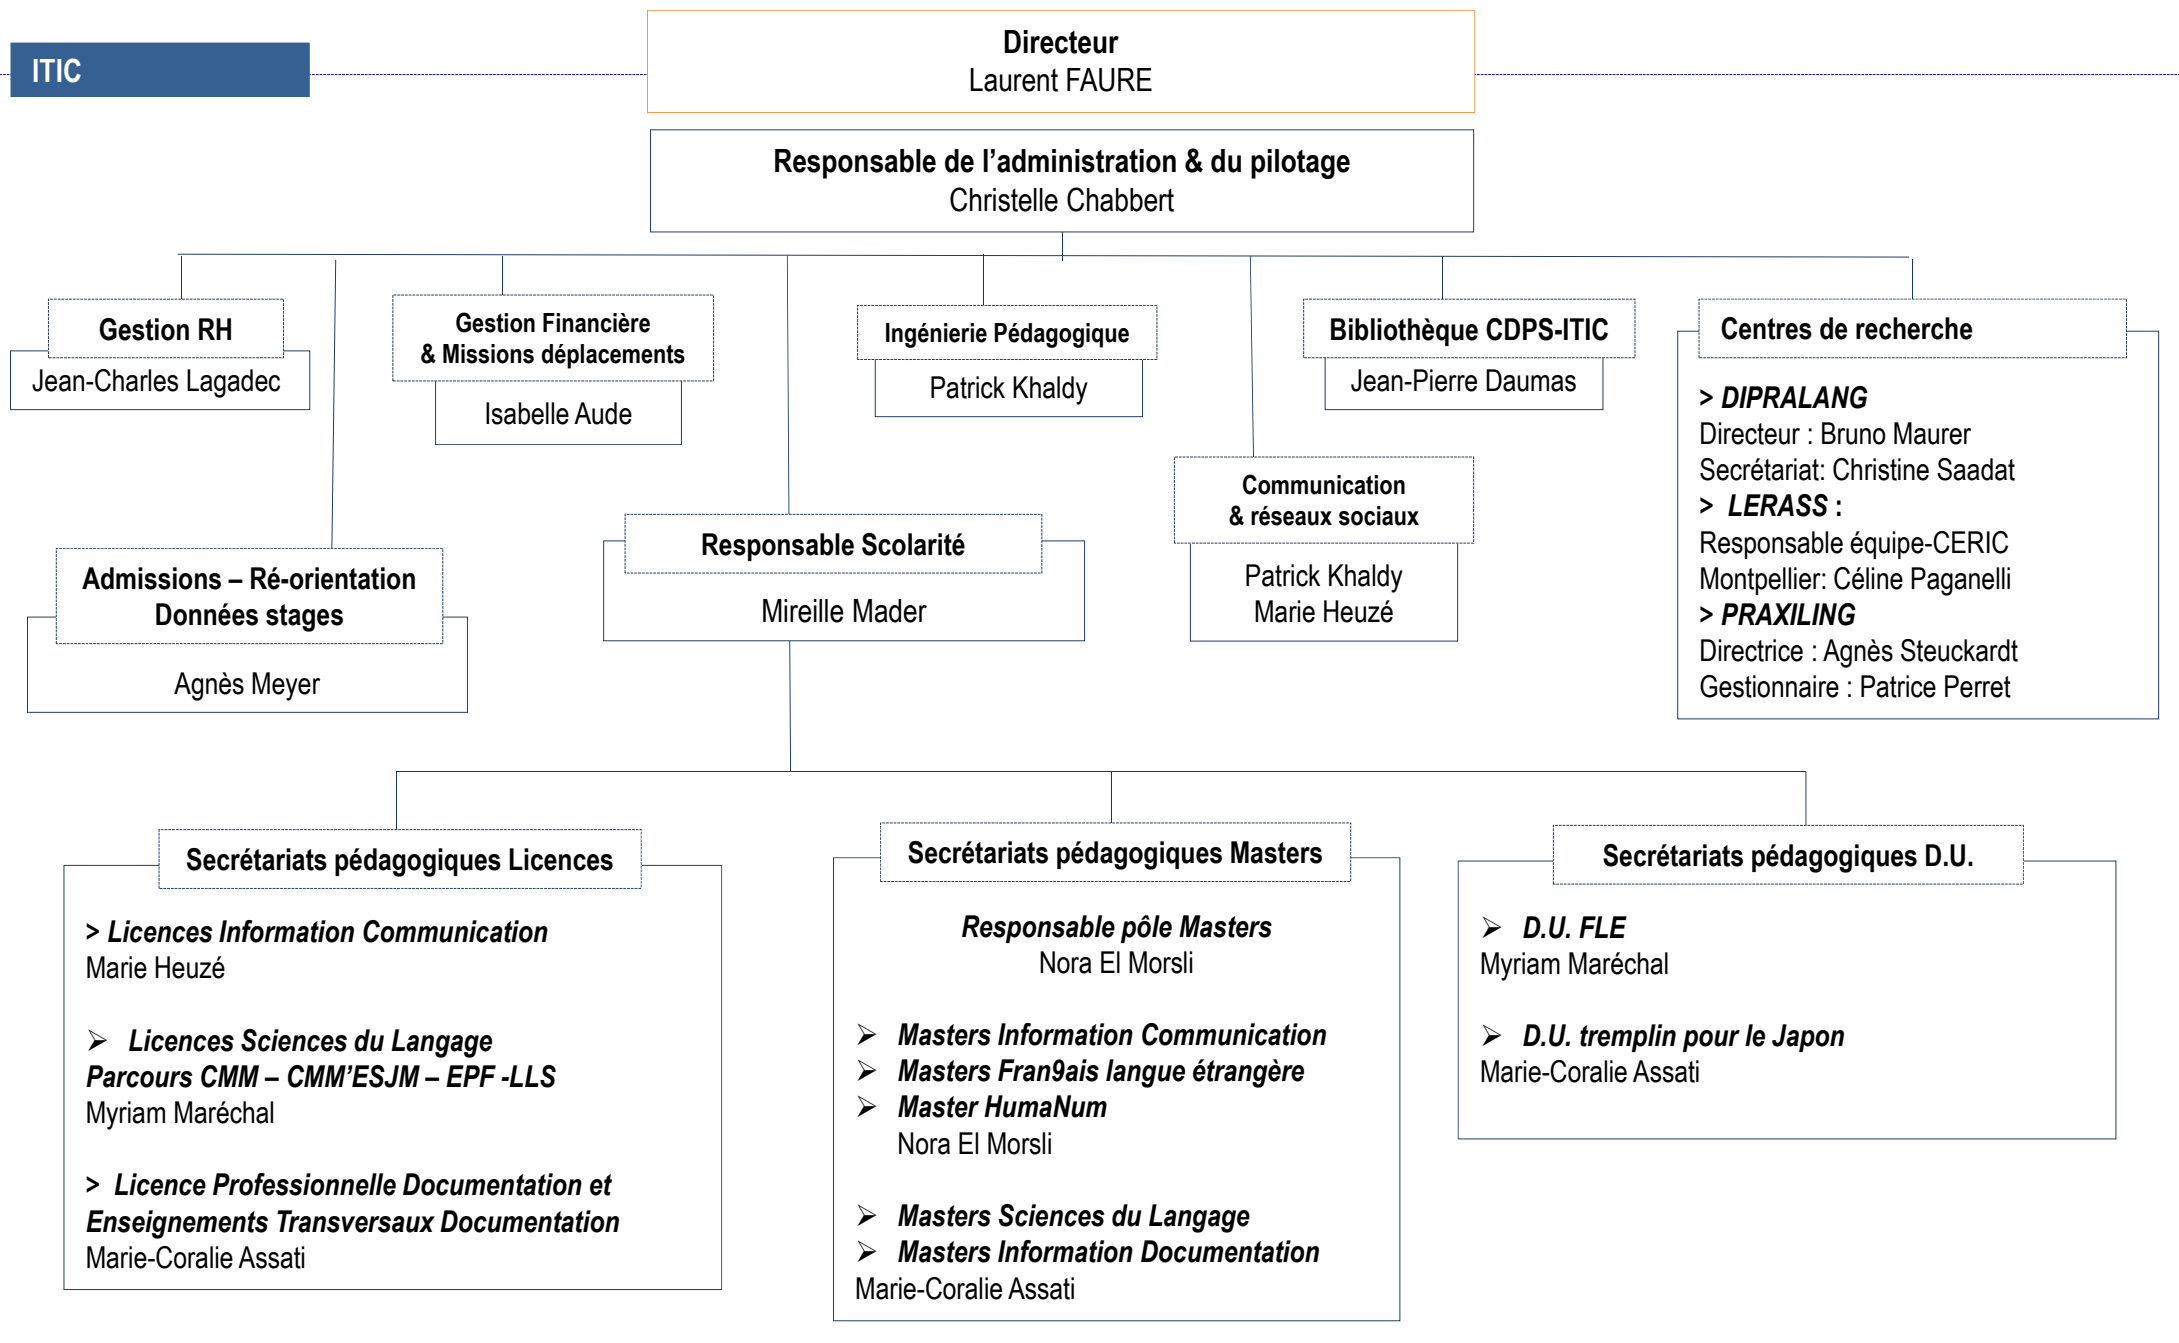 ITIC
Directeur
Laurent FAURE
Responsable de l’administration & du pilotage
Christelle Chabbert
Gestion RH
Jean-Charles Lagadec
Gestion Financière
& Missions déplacements
Isabelle Aude
Ingénierie Pédagogique
Patrick Khaldy
Bibliothèque CDPS-ITIC
Jean-Pierre Daumas
Centres de recherche
> DIPRALANG
Directeur : Bruno Maurer
Secrétariat: Christine Saadat
> LERASS :
Responsable équipe-CERIC
Montpellier: Céline Paganelli
> PRAXILING
Directrice : Agnès Steuckardt
Gestionnaire : Patrice Perret
Communication
& réseaux sociaux
Patrick Khaldy
Marie Heuzé
Responsable Scolarité
Mireille Mader
Admissions – Ré-orientation
Données stages
Agnès Meyer
Secrétariats pédagogiques Licences
> Licences Information Communication
Marie Heuzé
➢ Licences Sciences du Langage
Parcours CMM – CMM’ESJM – EPF -LLS
Myriam Maréchal
> Licence Professionnelle Documentation et
Enseignements Transversaux Documentation
Marie-Coralie Assati
Secrétariats pédagogiques Masters
Responsable pôle Masters
Nora El Morsli
➢ Masters Information Communication
➢ Masters Fran9ais langue étrangère
➢ Master HumaNum
Nora El Morsli
➢ Masters Sciences du Langage
➢ Masters Information Documentation
Marie-Coralie Assati
Secrétariats pédagogiques D.U.
➢ D.U. FLE
Myriam Maréchal
➢ D.U. tremplin pour le Japon
Marie-Coralie Assati